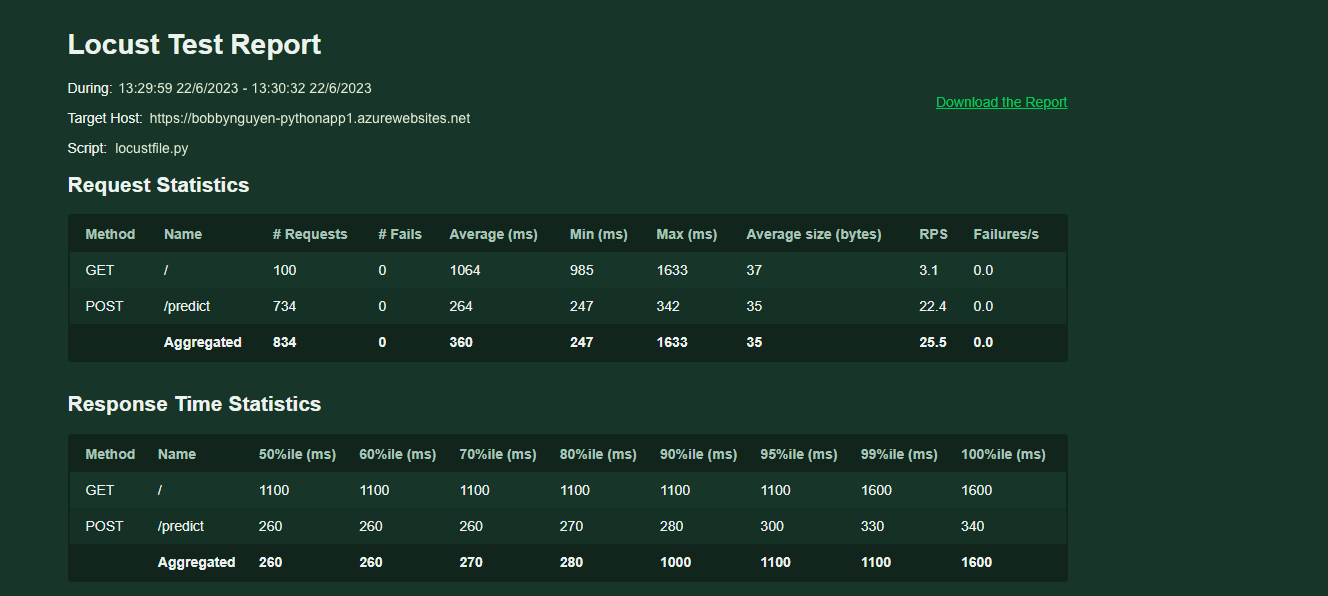 Locust Test Report
During: 13:29:59 22/6/2023 - 13:30:32 22/6/2023
Download the Report
Target Host: https://bobbynguyen-pythonapp1.azurewebsites.net
Script: locustfile.py
Request Statistics
Method Name # Requests # Fails Average (ms) Min (ms) Max (ms) Average size (bytes) RPS Failures/s
GET / 100 0 1064 985 1633 37 3.1 0.0
POST /predict 734 0 264 247 342 35 22.4 0.0
Aggregated 834 0 360 247 1633 35 25.5 0.0
Response Time Statistics
Method Name 50%ile (ms) 60%ile (ms) 70%ile (ms) 80%ile (ms) 90%ile (ms) 95%ile (ms) 99%ile (ms) 100%ile (ms)
GET / 1100 1100 1100 1100 1100 1100 1600 1600
POST /predict 260 260 260 270 280 300 330 340
Aggregated 260 260 270 280 1000 1100 1100 1600